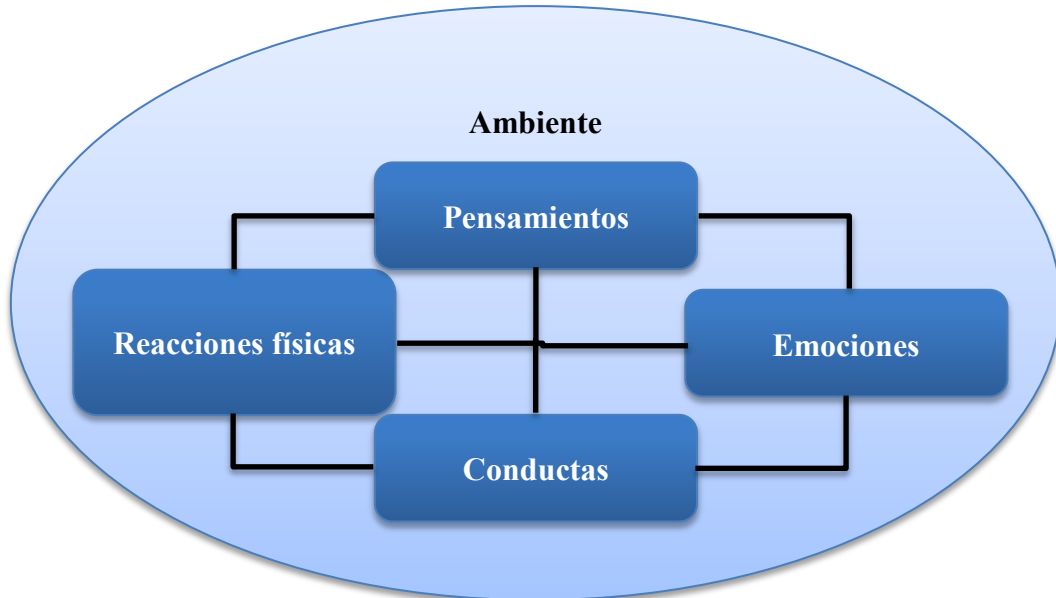 Ambiente
Pensamientos
Reacciones físicas
Emociones
Conductas